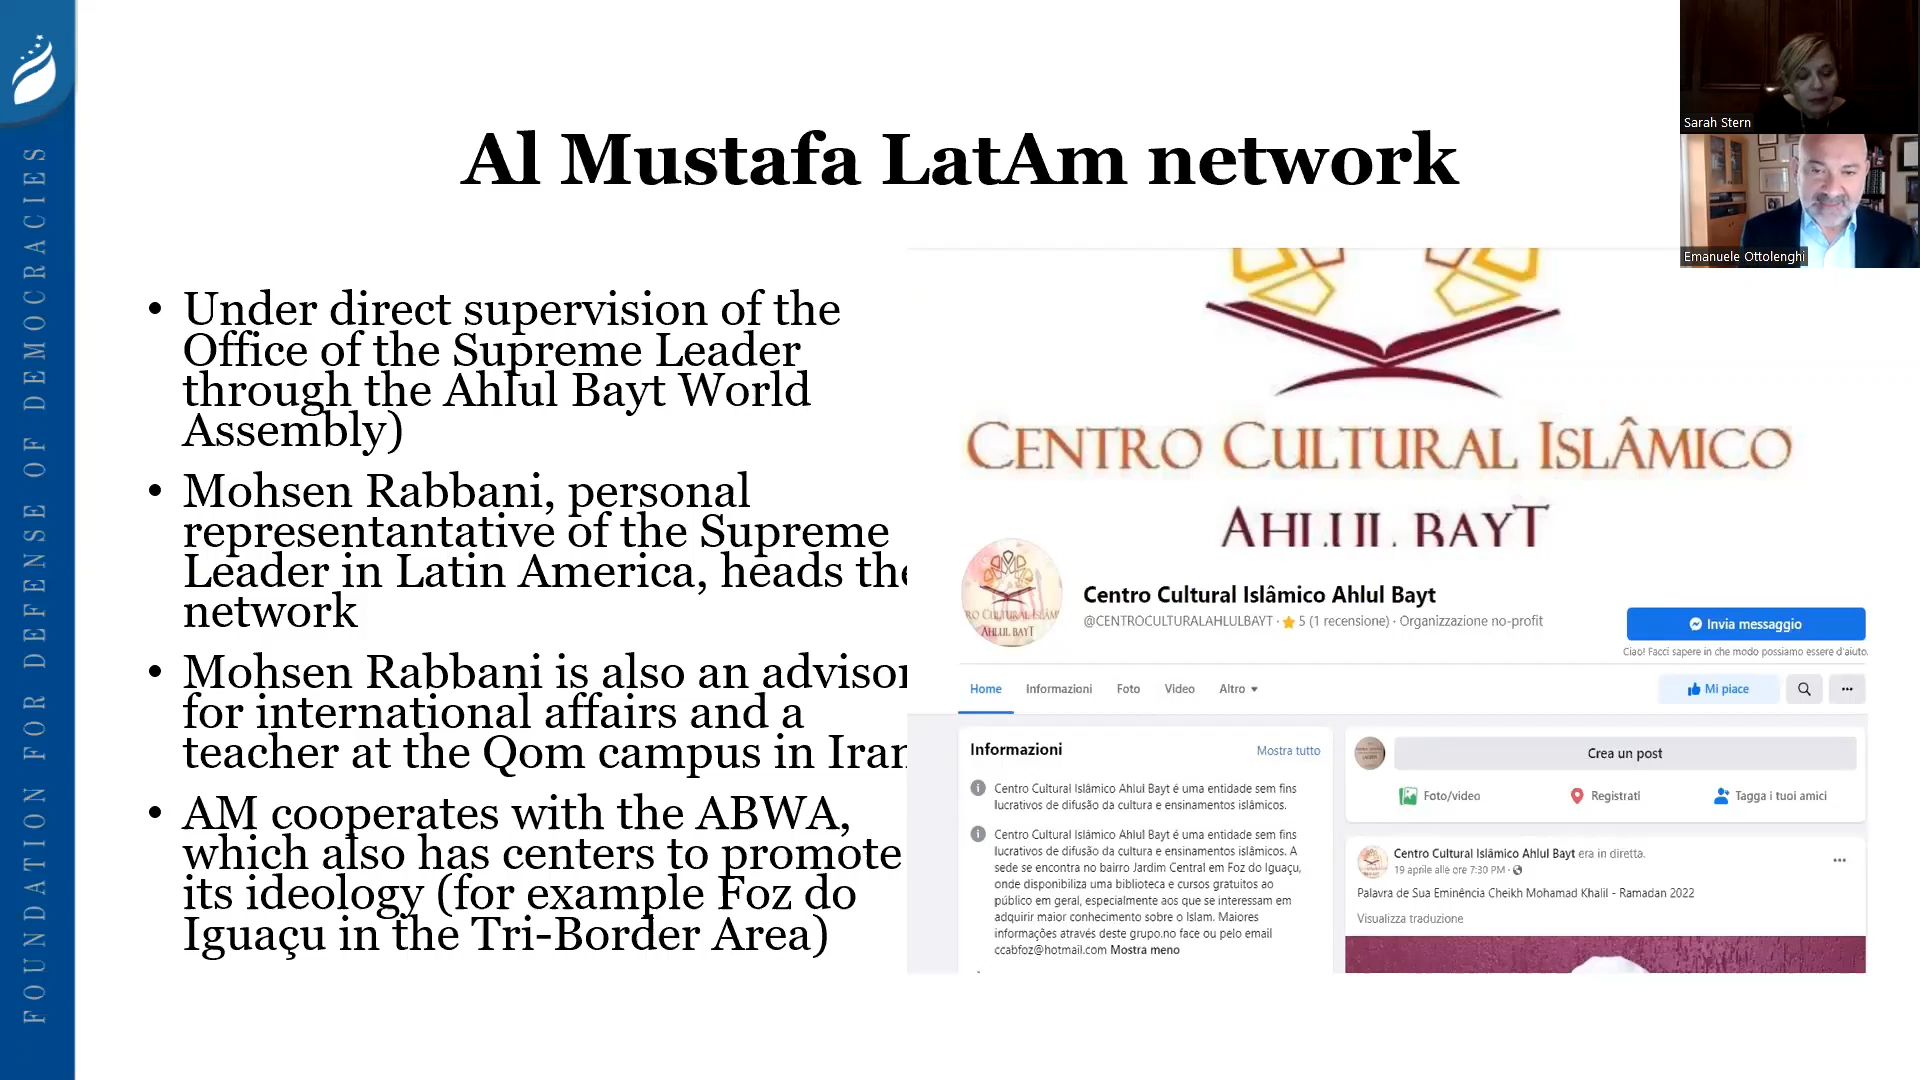 FOUNDATION FOR DEFENSE OF DEMOCRACIES
Al Mustafa LatAm network
Sarah Stern
Emanuele Ottolenghi
• Under direct supervision of the
Office of the Supreme Leader
through the Ahlul Bayt World
Assembly)
• Mohsen Rabbani, personal
representantative of the Supreme
Leader in Latin America, heads the
network
• Mohsen Rabbani is also an advisor
for international affairs and a
teacher at the Qom campus in Iran
• AM cooperates with the ABWA,
which also has centers to promote
its ideology (for example Foz do
Iguaçu in the Tri-Border Area)
CENTRO CULTURAL ISLÂMICO
AHLUL BAYT
RO CULTURAL ISLÂM
AHLUL BAYT
Centro Cultural Islâmico Ahlul Bayt
@CENTROCULTURALAHLULBAYT · 5 (1 recensione) · Organizzazione no-profit
Invia messaggio
Ciao! Facci sapere in che modo possiamo essere d'aiuto.
Home Informazioni Foto Video Altro
Mi piace
Informazioni
Mostra tutto
Centro Cultural Islâmico Ahlul Bayt é uma entidade sem fins
lucrativos de difusão da cultura e ensinamentos islâmicos.
Centro Cultural Islâmico Ahlul Bayt é uma entidade sem fins
lucrativos de difusão da cultura e ensinamentos islâmicos. A
sede se encontra no bairro Jardim Central em Foz do Iguaçu,
onde disponibiliza uma biblioteca e cursos gratuitos ao
público em geral, especialmente aos que se interessam em
adquirir maior conhecimento sobre o Islam. Maiores
informações através deste grupo.no face ou pelo email
ccabfoz@hotmail.com Mostra meno
Crea un post
Foto/video Registrati Tagga i tuoi amici
Centro Cultural Islâmico Ahlul Bayt era in diretta.
19 aprile alle ore 7:30 PM ·
Palavra de Sua Eminência Cheikh Mohamad Khalil - Ramadan 2022
Visualizza traduzione